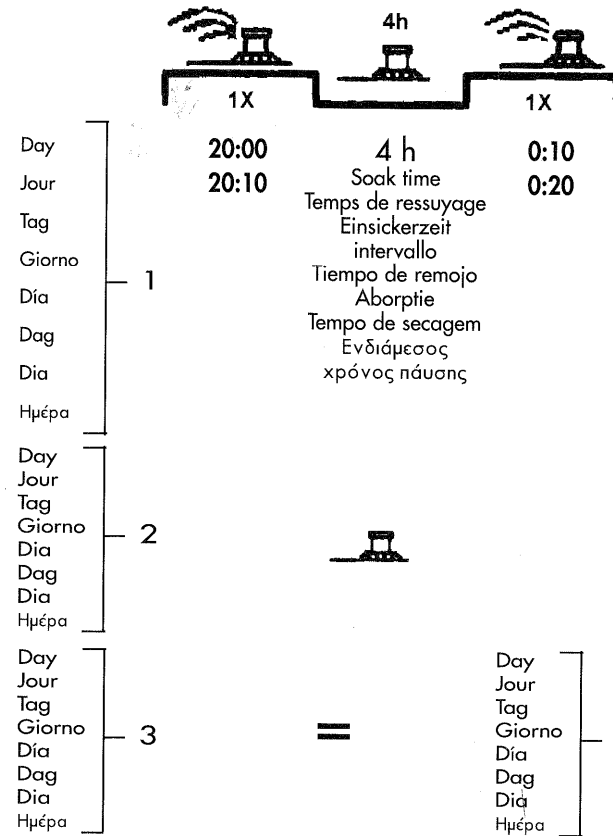 4h
1X
1X
Day
20:00
4 h
0:10
Jour
20:10
Soak time
0:20
Temps de ressuyage
Tag
Einsickerzeit
Giorno
intervallo
1
Tiempo de remojo
Día
Aborptie
Dag
Tempo de secagem
Ενδιάμεσος
Dia
χρόνος πάυσης
Ημέρα
Day
Jour
Tag
Giorno
2
Dia
Dag
Dia
Ημέρα
Day
Jour
Tag
Giorno
=
3
Día
Dag
Dia
Ημέρα
Day
Jour
Tag
Giorno
Día
Dag
Dia
Ημέρα